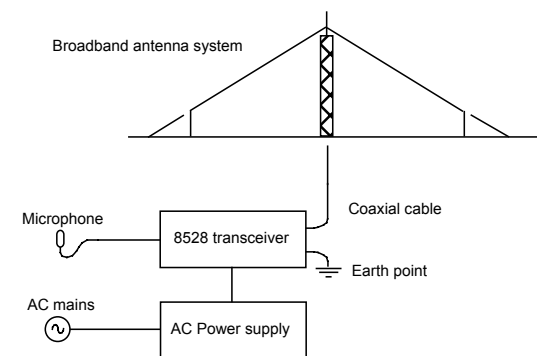 Broadband antenna system
Coaxial cable
Microphone
8528 transceiver
Earth point
AC mains
AC Power supply